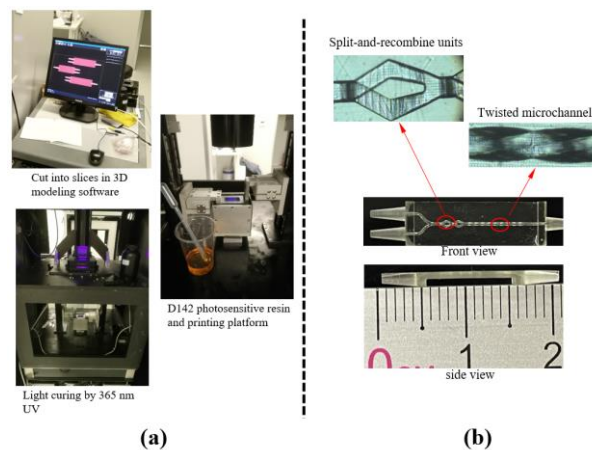 Cut into slices in 3D
modeling software
D142 photosensitive resin
and printing platform
Light curing by 365 nm
UV
(a)
Split-and-recombine units
Twisted microchannel
Front view
0
1
2
side view
(b)